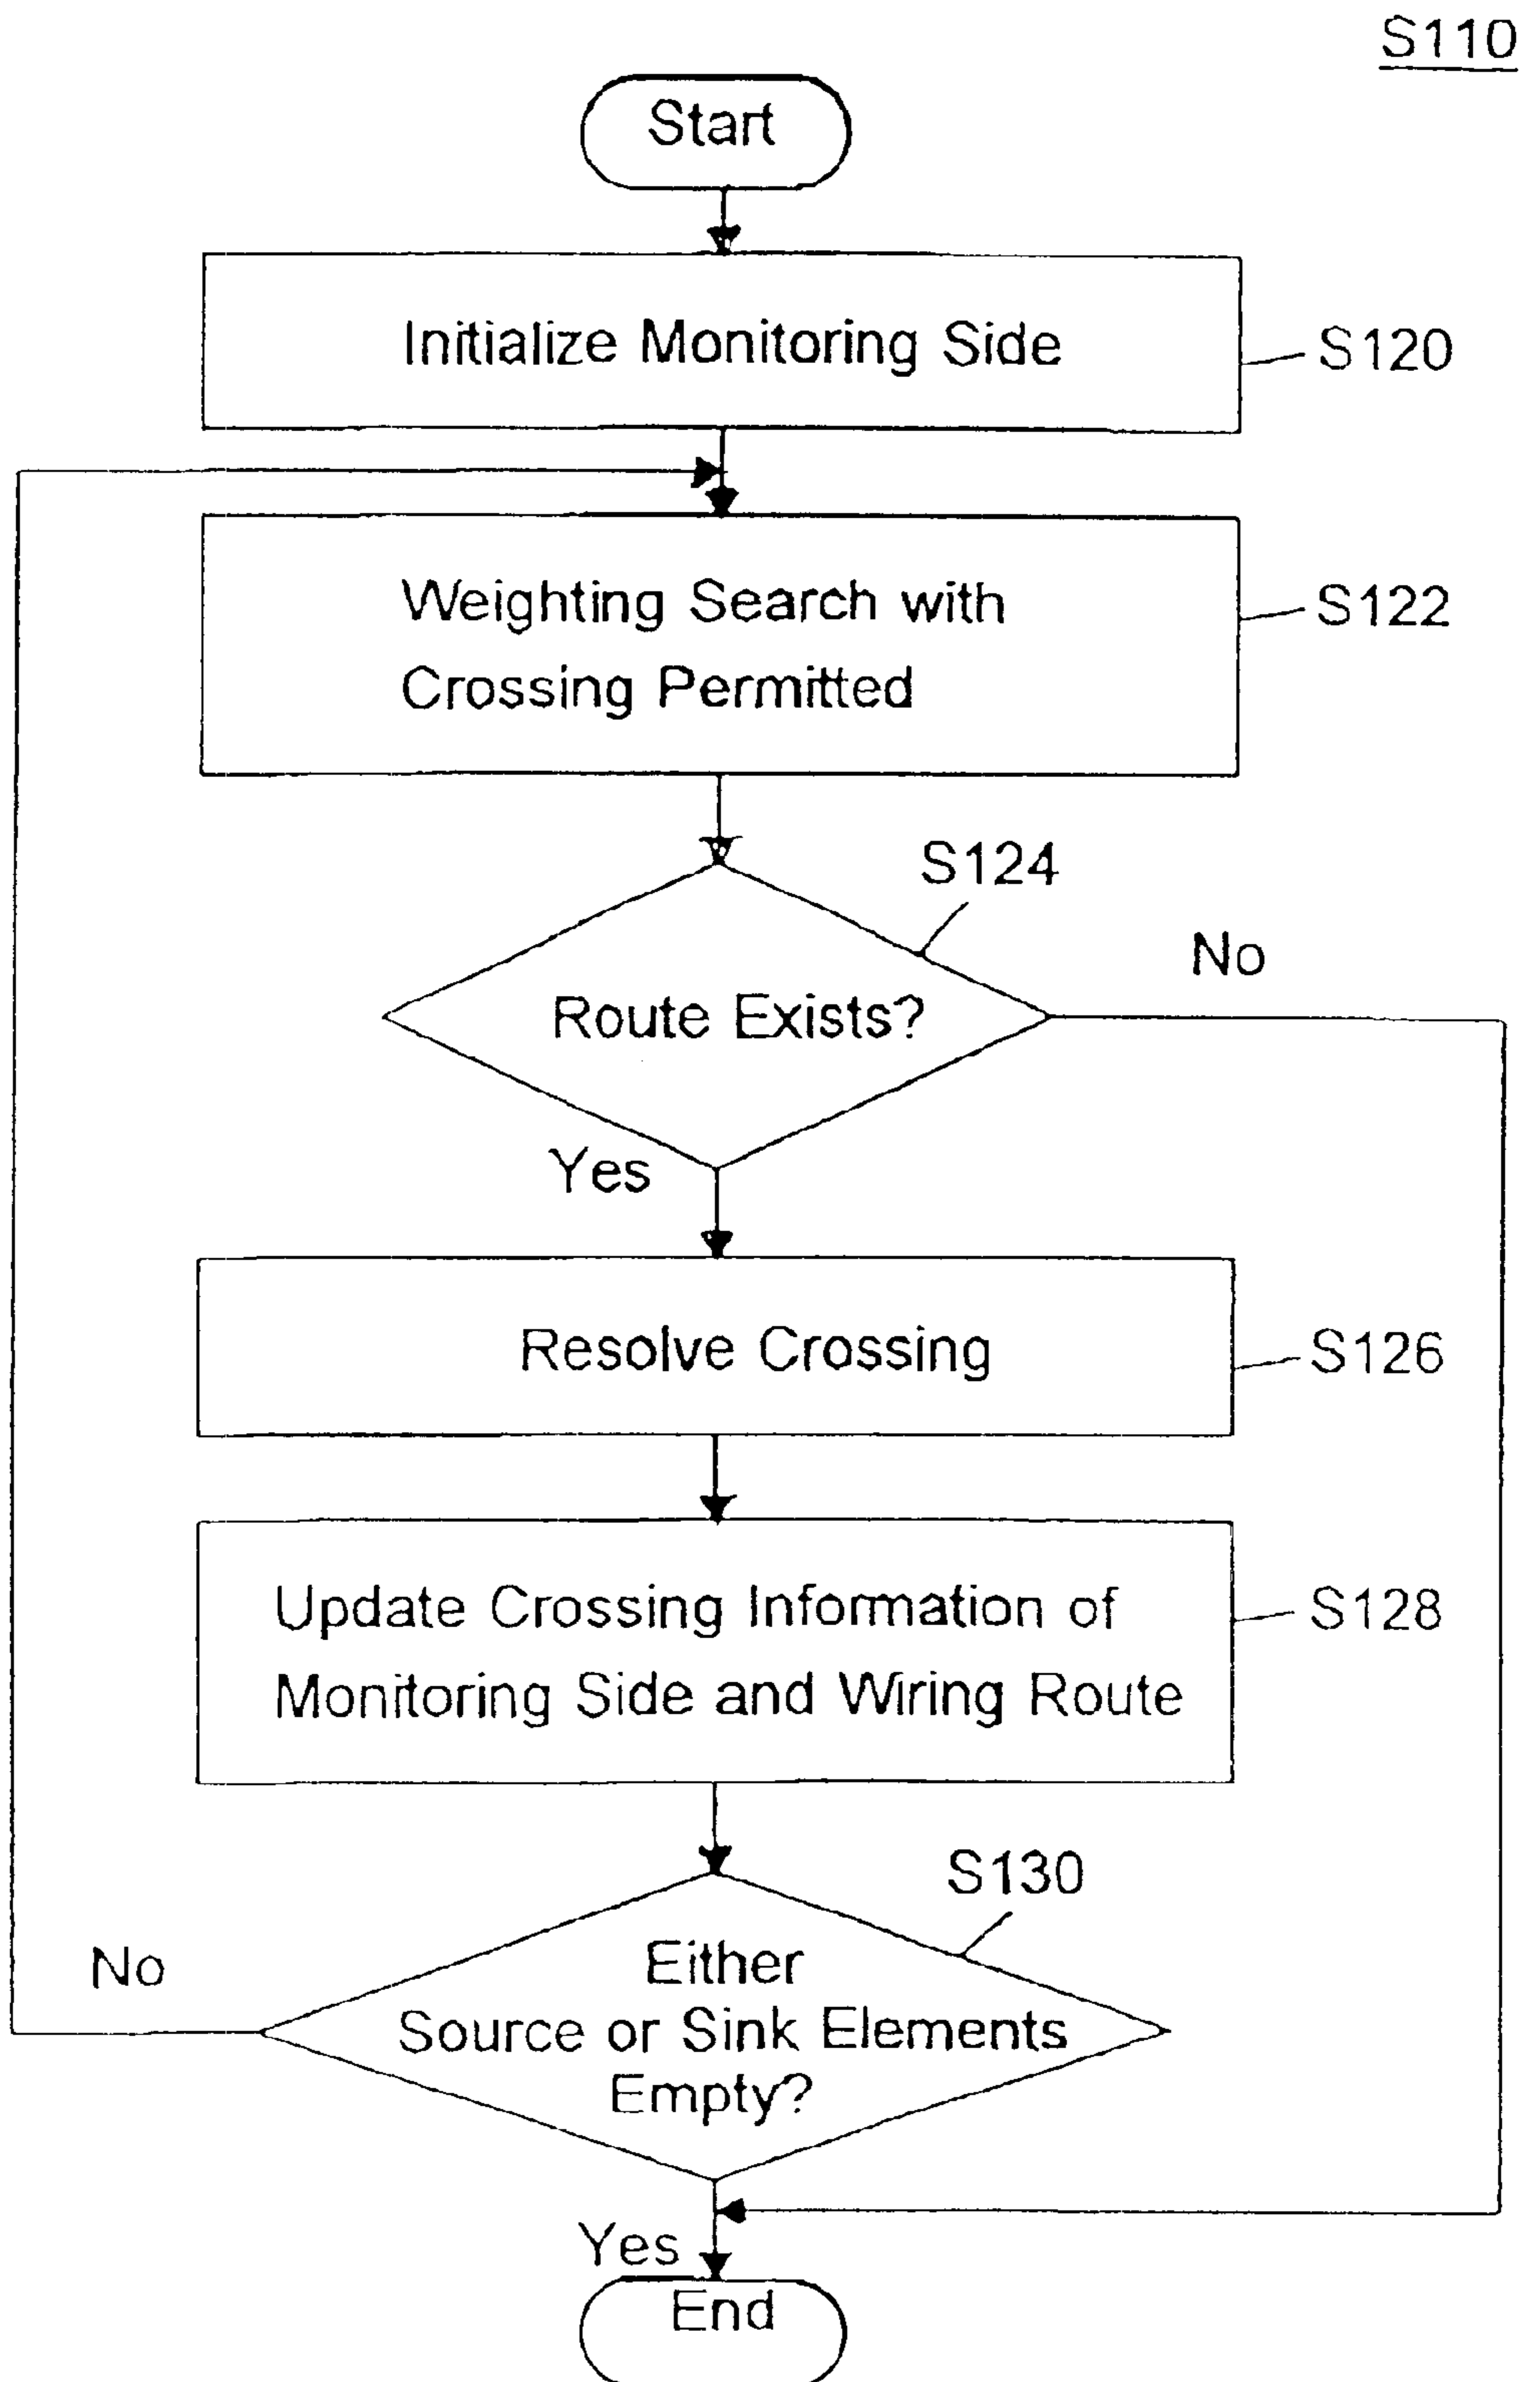 S110
Start
Initialize Monitoring Side
S120
Weighting Search with
Crossing Permitted
S122
S124
No
Route Exists?
Yes
Resolve Crossing
S126
Update Crossing Information of
Monitoring Side and Wiring Route
S128
S130
No
Either
Source or Sink Elements
Empty?
Yes
End